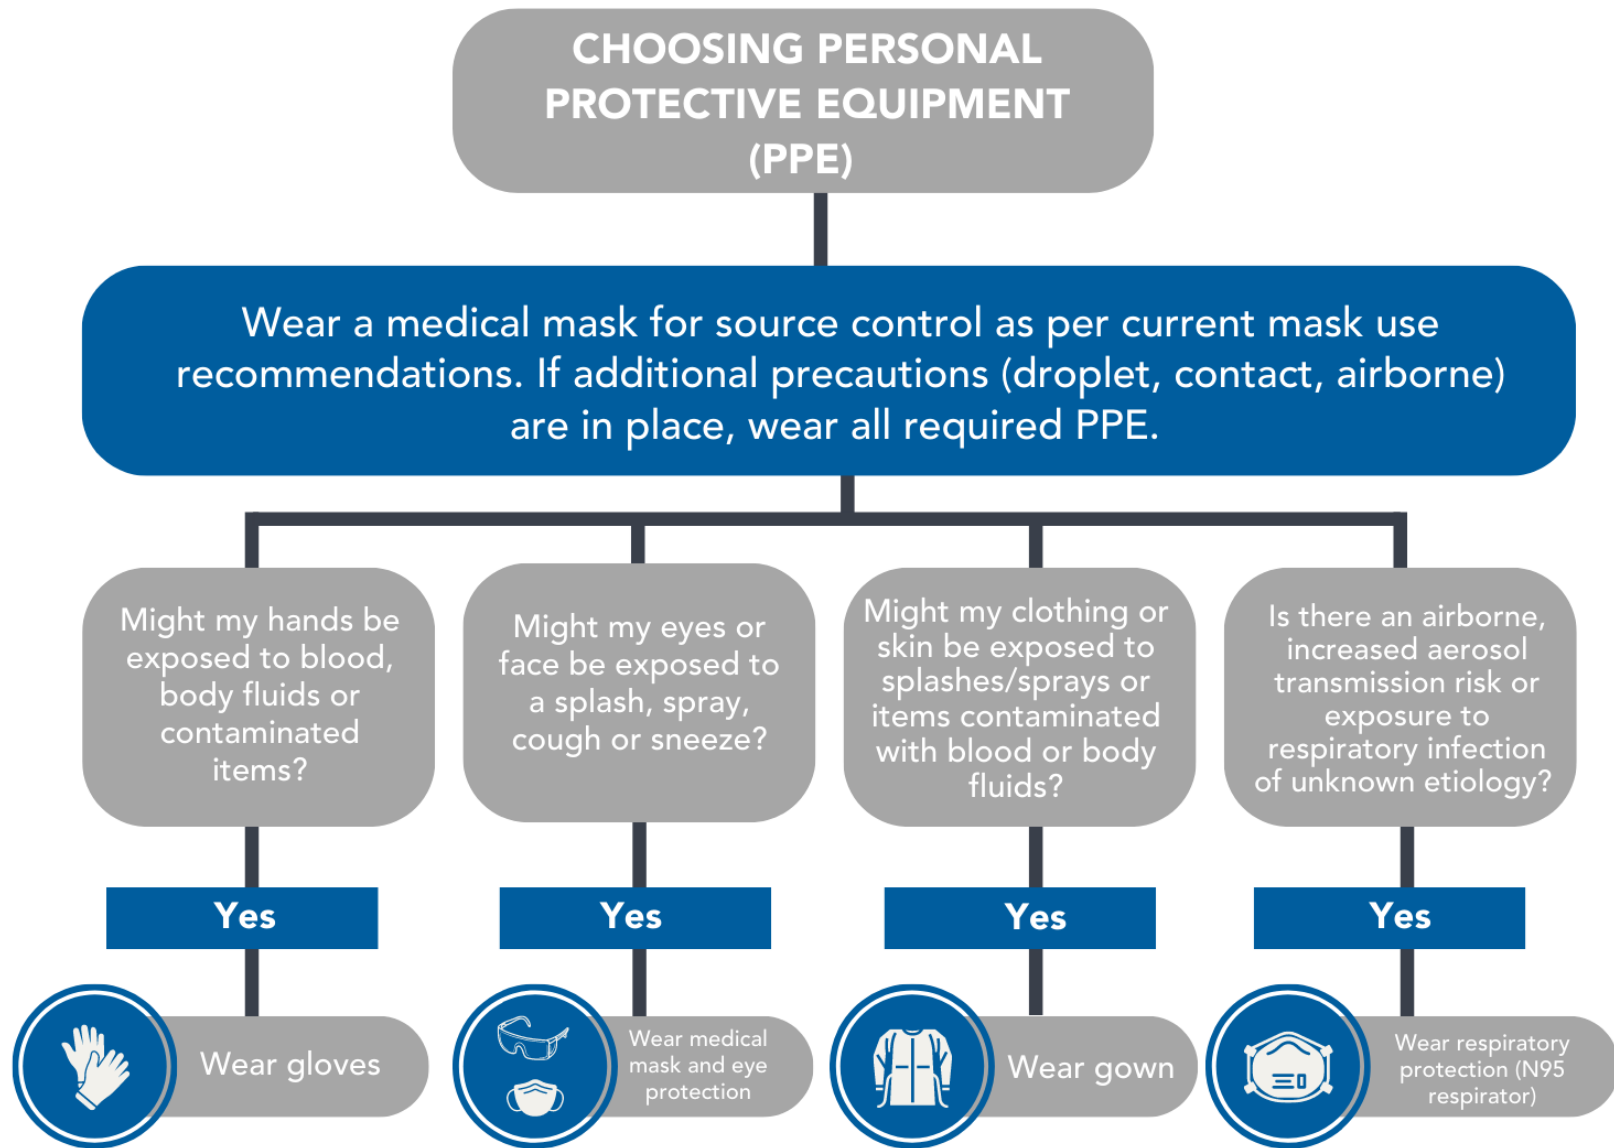 CHOOSING PERSONAL
PROTECTIVE EQUIPMENT
(PPE)
Wear a medical mask for source control as per current mask use
recommendations. If additional precautions (droplet, contact, airborne)
are in place, wear all required PPE.
Might my hands be
exposed to blood,
body fluids or
contaminated
items?
Might my eyes or
face be exposed to
a splash, spray,
cough or sneeze?
Might my clothing or
skin be exposed to
splashes/sprays or
items contaminated
with blood or body
fluids?
Is there an airborne,
increased aerosol
transmission risk or
exposure to
respiratory infection
of unknown etiology?
Yes
Yes
Yes
Yes
Wear gloves
Wear medical
mask and eye
protection
Wear gown
Wear respiratory
protection (N95
respirator)